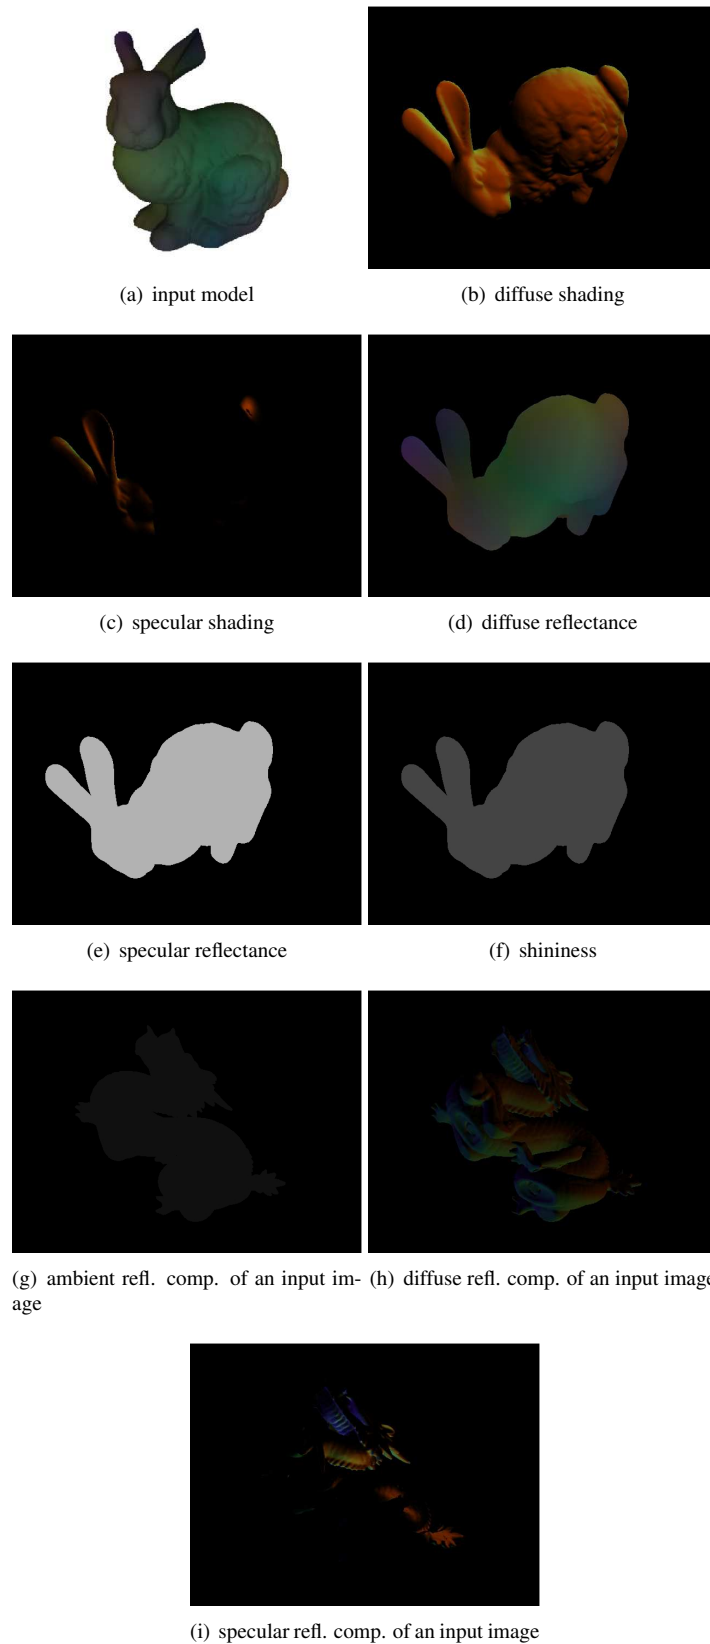 (a) input model
(b) diffuse shading
(c) specular shading
(d) diffuse reflectance
(e) specular reflectance
(f) shininess
(g) ambient refl. comp. of an input im-
age
(h) diffuse refl. comp. of an input image
(i) specular refl. comp. of an input image